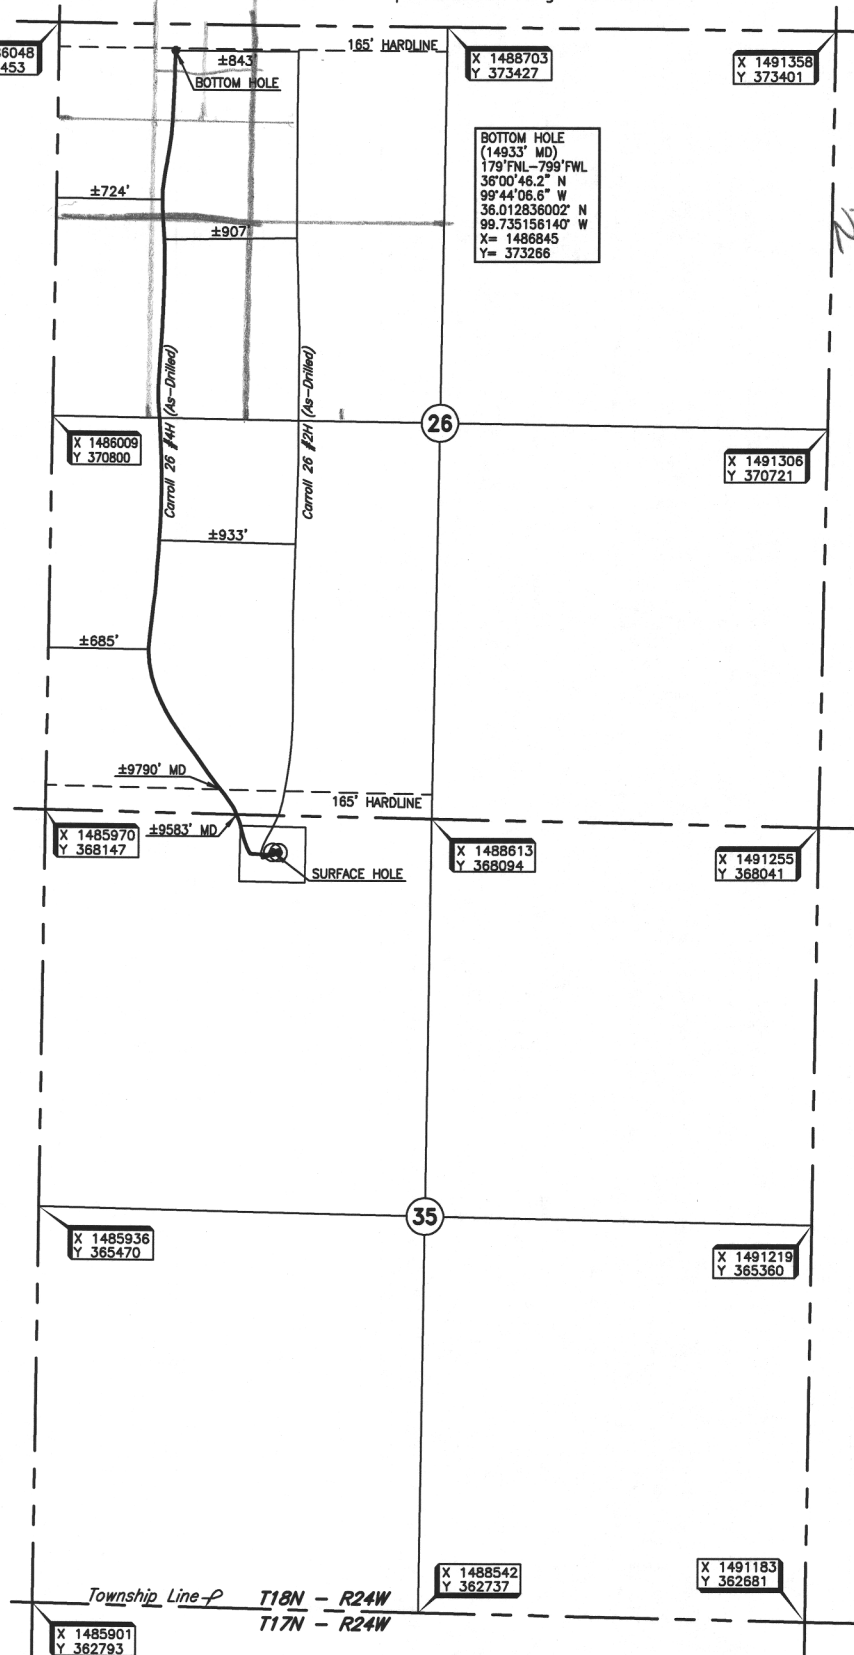 165' HARDLINE
±843'
BOTTOM HOLE
X 1488703
Y 373427
X 1491358
Y 373401
BOTTOM HOLE
(14933' MD)
179'FNL-799'FWL
36°00'46.2" N
99°44'06.6" W
36.012836002° N
99.735156140° W
X= 1486845
Y= 373266
±724'
±907'
Carroll 26 #4H (As-Drilled)
Carroll 26 #2H (As-Drilled)
26
X 1486009
Y 370800
X 1491306
Y 370721
±933'
±685'
±9790' MD
165' HARDLINE
X 1485970
Y 368147
±9583' MD
X 1488613
Y 368094
X 1491255
Y 368041
SURFACE HOLE
35
X 1485936
Y 365470
X 1491219
Y 365360
X 1488542
Y 362737
X 1491183
Y 362681
Township Line
T18N - R24W
T17N - R24W
X 1485901
Y 362793